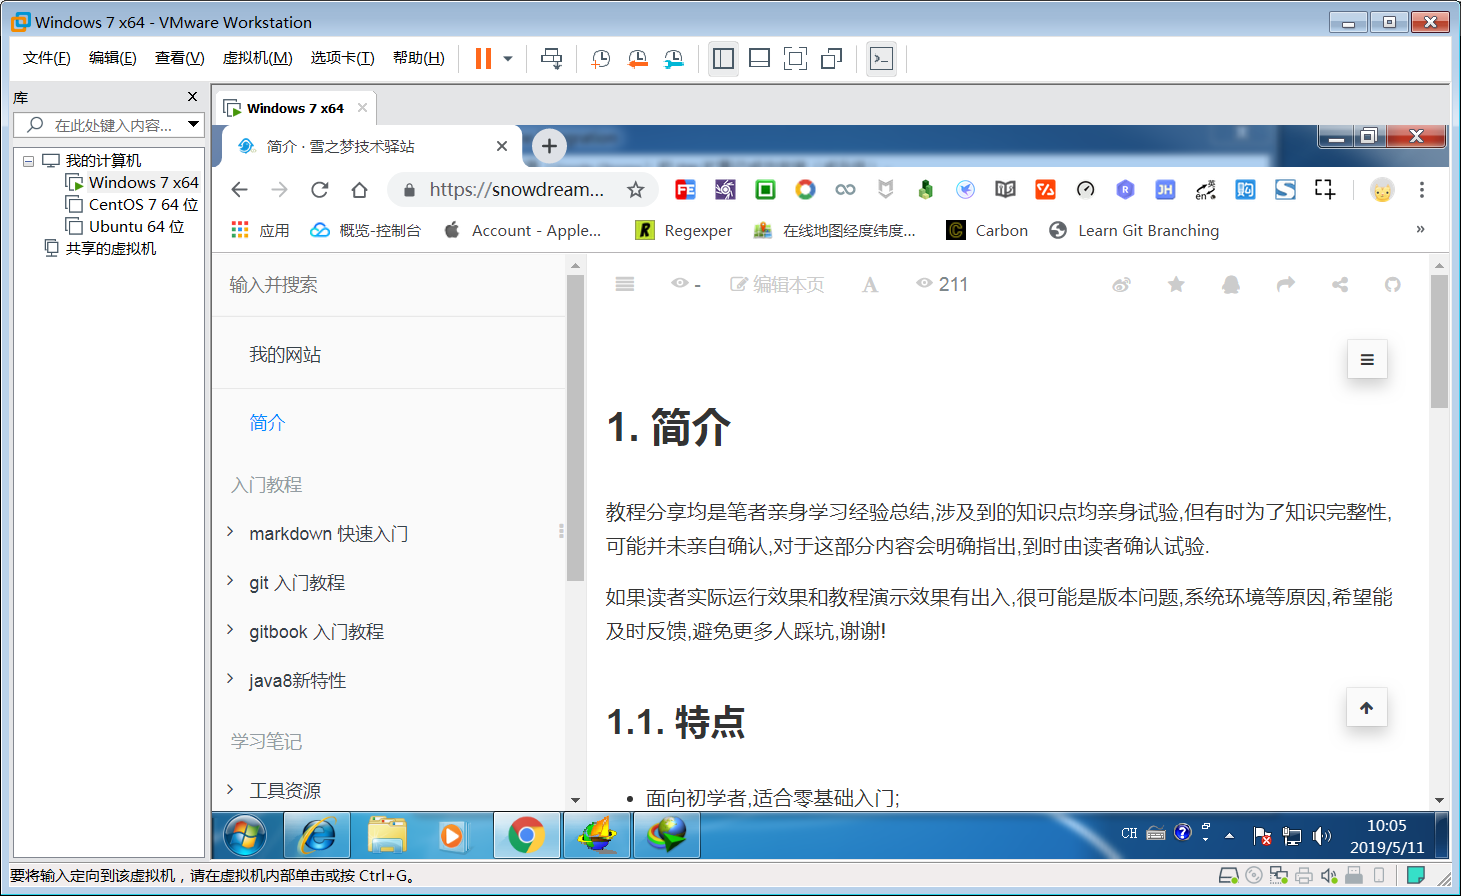 Windows 7 x64 - VMware Workstation
文件(F) 编辑(E) 查看(V) 虚拟机(M) 选项卡(T) 帮助(H)
库
在此处键入内容...
我的计算机
Windows 7 x64
CentOS 7 64 位
Ubuntu 64 位
共享的虚拟机
Windows 7 x64
简介 · 雪之梦技术驿站
https://snowdream...
应用 概览-控制台 Account - Apple... Regexper 在线地图经度纬度... Carbon Learn Git Branching »
输入并搜索
我的网站
简介
入门教程
markdown 快速入门
git 入门教程
gitbook 入门教程
java8新特性
学习笔记
工具资源
- 编辑本页 A 211
1. 简介
教程分享均是笔者亲身学习经验总结,涉及到的知识点均亲身试验,但有时为了知识完整性,
可能并未亲自确认,对于这部分内容会明确指出,到时由读者确认试验.
如果读者实际运行效果和教程演示效果有出入,很可能是版本问题,系统环境等原因,希望能
及时反馈,避免更多人踩坑,谢谢!
1.1. 特点
• 面向初学者,适合零基础入门;
CH
10:05
2019/5/11
要将输入定向到该虚拟机，请在虚拟机内部单击或按 Ctrl+G。